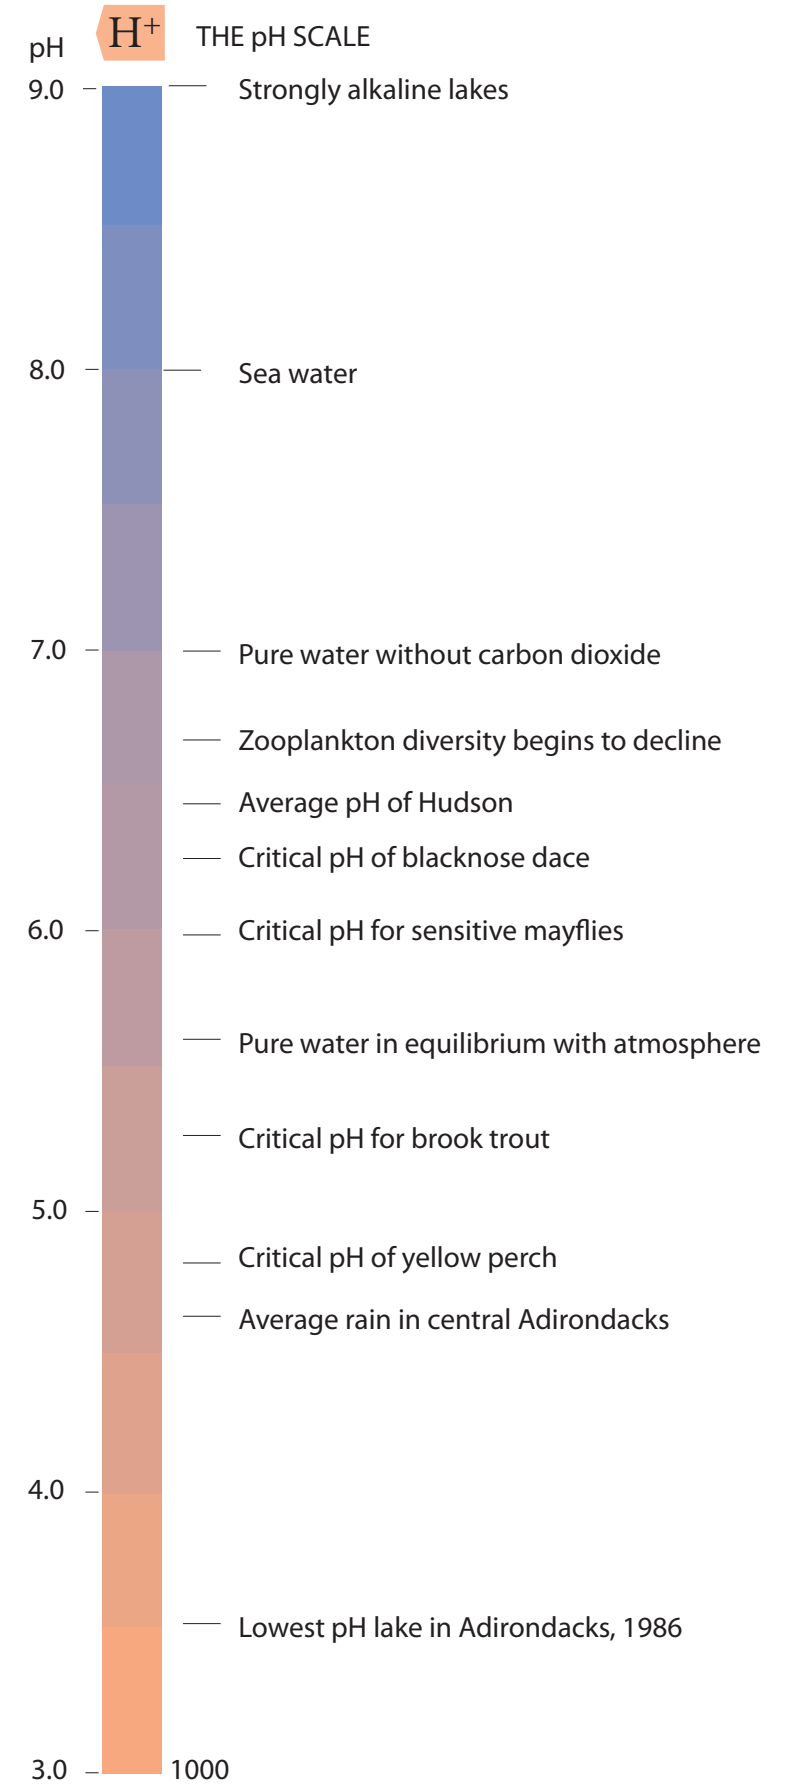 H+ THE pH SCALE
pH
9.0 Strongly alkaline lakes
8.0 Sea water
7.0 Pure water without carbon dioxide
Zooplankton diversity begins to decline
Average pH of Hudson
Critical pH of blacknose dace
6.0 Critical pH for sensitive mayflies
Pure water in equilibrium with atmosphere
Critical pH for brook trout
5.0
Critical pH of yellow perch
Average rain in central Adirondacks
4.0
Lowest pH lake in Adirondacks, 1986
3.0 1000